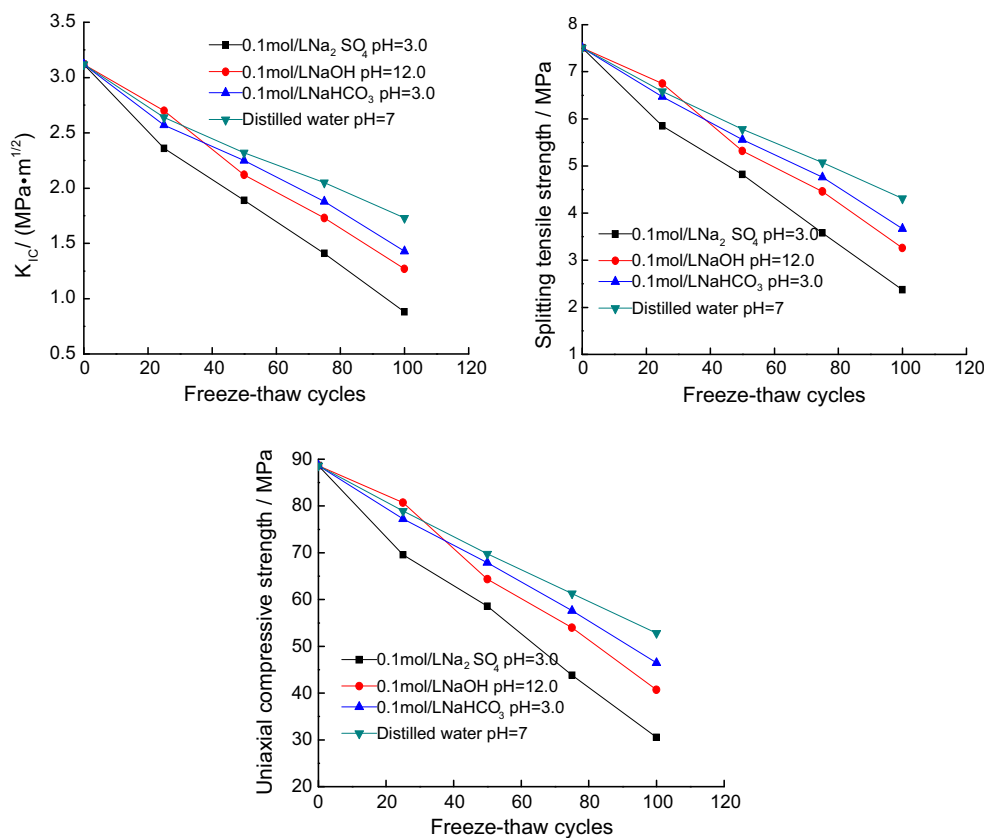 3.5
3.0
2.5
2.0
1.5
1.0
0.5
0 20 40 60 80 100 120
K_IC / (MPa•m^1/2)
Freeze-thaw cycles
0.1mol/LNa₂ SO₄ pH=3.0
0.1mol/LNaOH pH=12.0
0.1mol/LNaHCO₃ pH=3.0
Distilled water pH=7
8
7
6
5
4
3
2
1
0 20 40 60 80 100 120
Splitting tensile strength / MPa
Freeze-thaw cycles
0.1mol/LNa₂ SO₄ pH=3.0
0.1mol/LNaOH pH=12.0
0.1mol/LNaHCO₃ pH=3.0
Distilled water pH=7
90
80
70
60
50
40
30
20
0 20 40 60 80 100 120
Uniaxial compressive strength / MPa
Freeze-thaw cycles
0.1mol/LNa₂ SO₄ pH=3.0
0.1mol/LNaOH pH=12.0
0.1mol/LNaHCO₃ pH=3.0
Distilled water pH=7